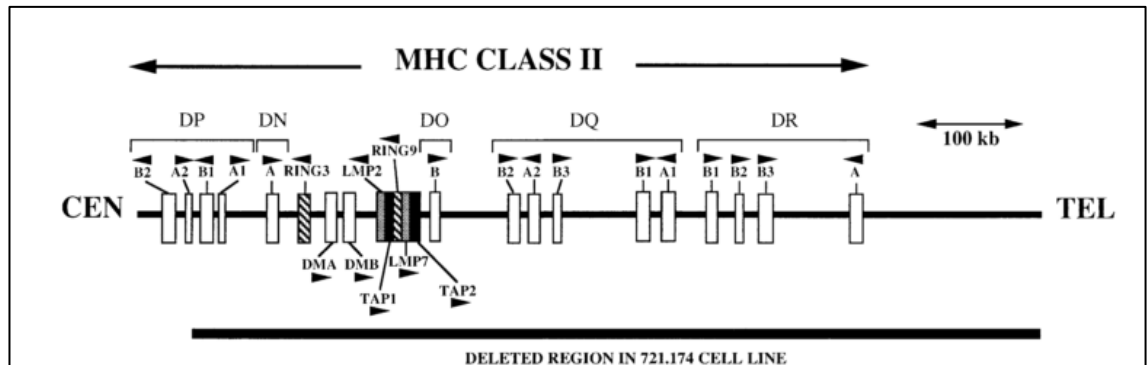 MHC CLASS II
DP DN DO DQ DR
100 kb
RING9
B2 A2 B1 A1 A RING3 LMP2 B B2 A2 B3 B1 A1 B1 B2 B3 A
CEN TEL
DMA DMB LMP7
TAP1 TAP2
DELETED REGION IN 721.174 CELL LINE